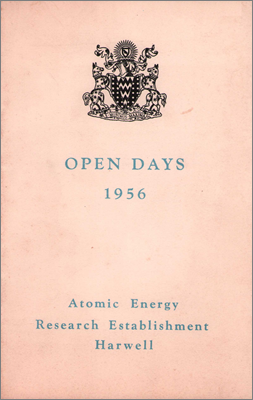 OPEN DAYS
1956
Atomic Energy
Research Establishment
Harwell